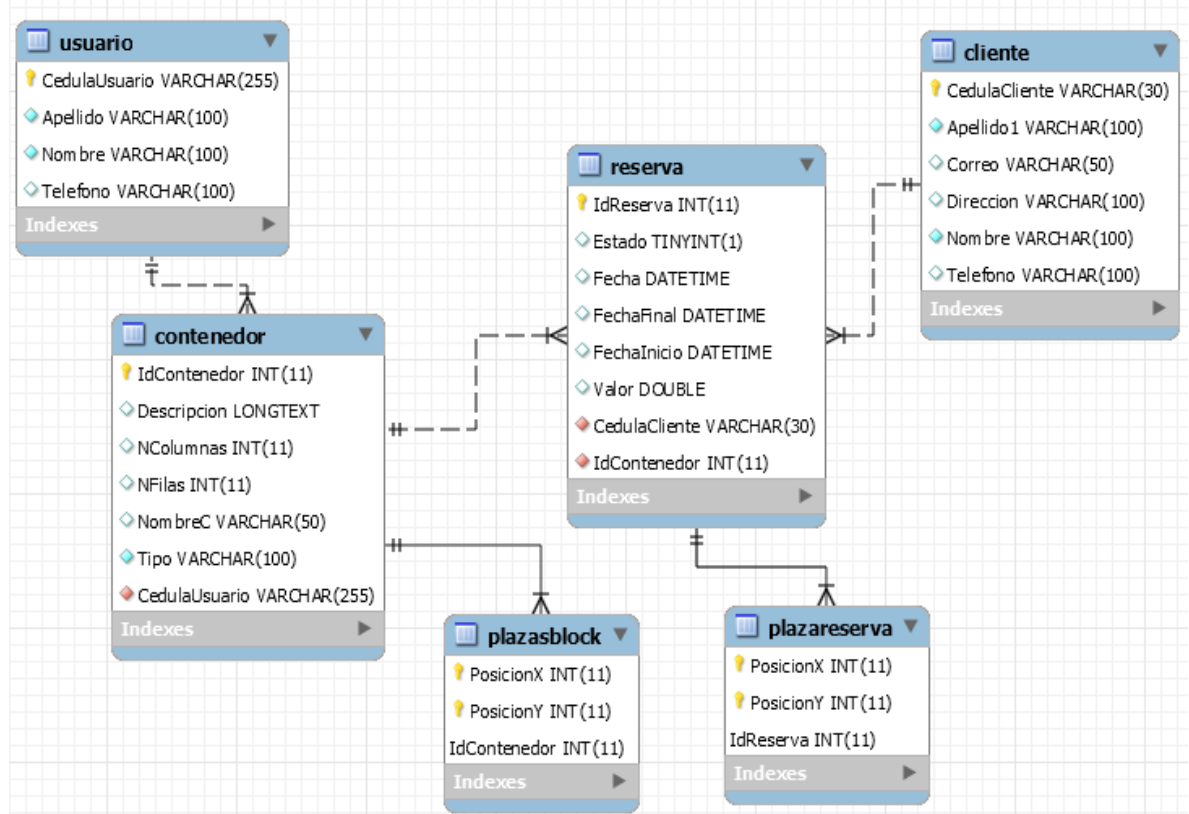 usuario
CedulaUsuario VARCHAR(255)
Apellido VARCHAR(100)
Nombre VARCHAR(100)
Telefono VARCHAR(100)
Indexes
cliente
CedulaCliente VARCHAR(30)
Apellido1 VARCHAR(100)
Correo VARCHAR(50)
Direccion VARCHAR(100)
Nombre VARCHAR(100)
Telefono VARCHAR(100)
Indexes
reserva
IdReserva INT(11)
Estado TINYINT(1)
Fecha DATETIME
FechaFinal DATETIME
FechaInicio DATETIME
Valor DOUBLE
CedulaCliente VARCHAR(30)
IdContenedor INT(11)
Indexes
contenedor
IdContenedor INT(11)
Descripcion LONGTEXT
NColumnas INT(11)
NFilas INT(11)
NombreC VARCHAR(50)
Tipo VARCHAR(100)
CedulaUsuario VARCHAR(255)
Indexes
plazasblock
PosicionX INT(11)
PosicionY INT(11)
IdContenedor INT(11)
Indexes
plazareserva
PosicionX INT(11)
PosicionY INT(11)
IdReserva INT(11)
Indexes